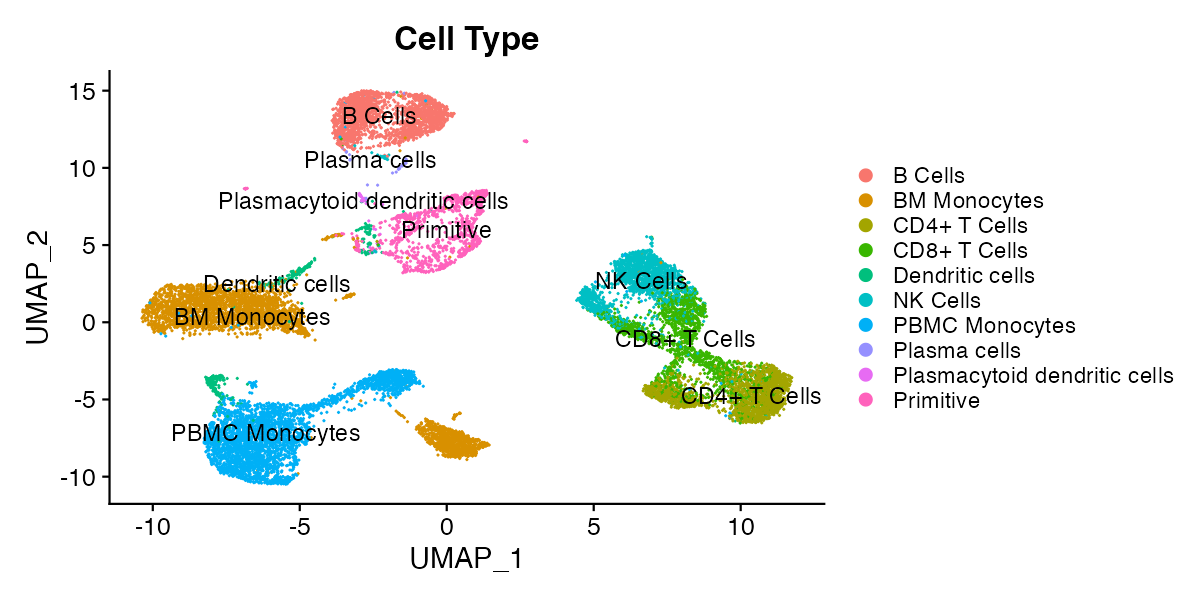 Cell Type
UMAP_2
15
10
5
0
-5
-10
B Cells
Plasma cells
Plasmacytoid dendritic cells
Primitive
Dendritic cells
BM Monocytes
NK Cells
CD8+ T Cells
CD4+ T Cells
PBMC Monocytes
-10 -5 0 5 10
UMAP_1
B Cells
BM Monocytes
CD4+ T Cells
CD8+ T Cells
Dendritic cells
NK Cells
PBMC Monocytes
Plasma cells
Plasmacytoid dendritic cells
Primitive